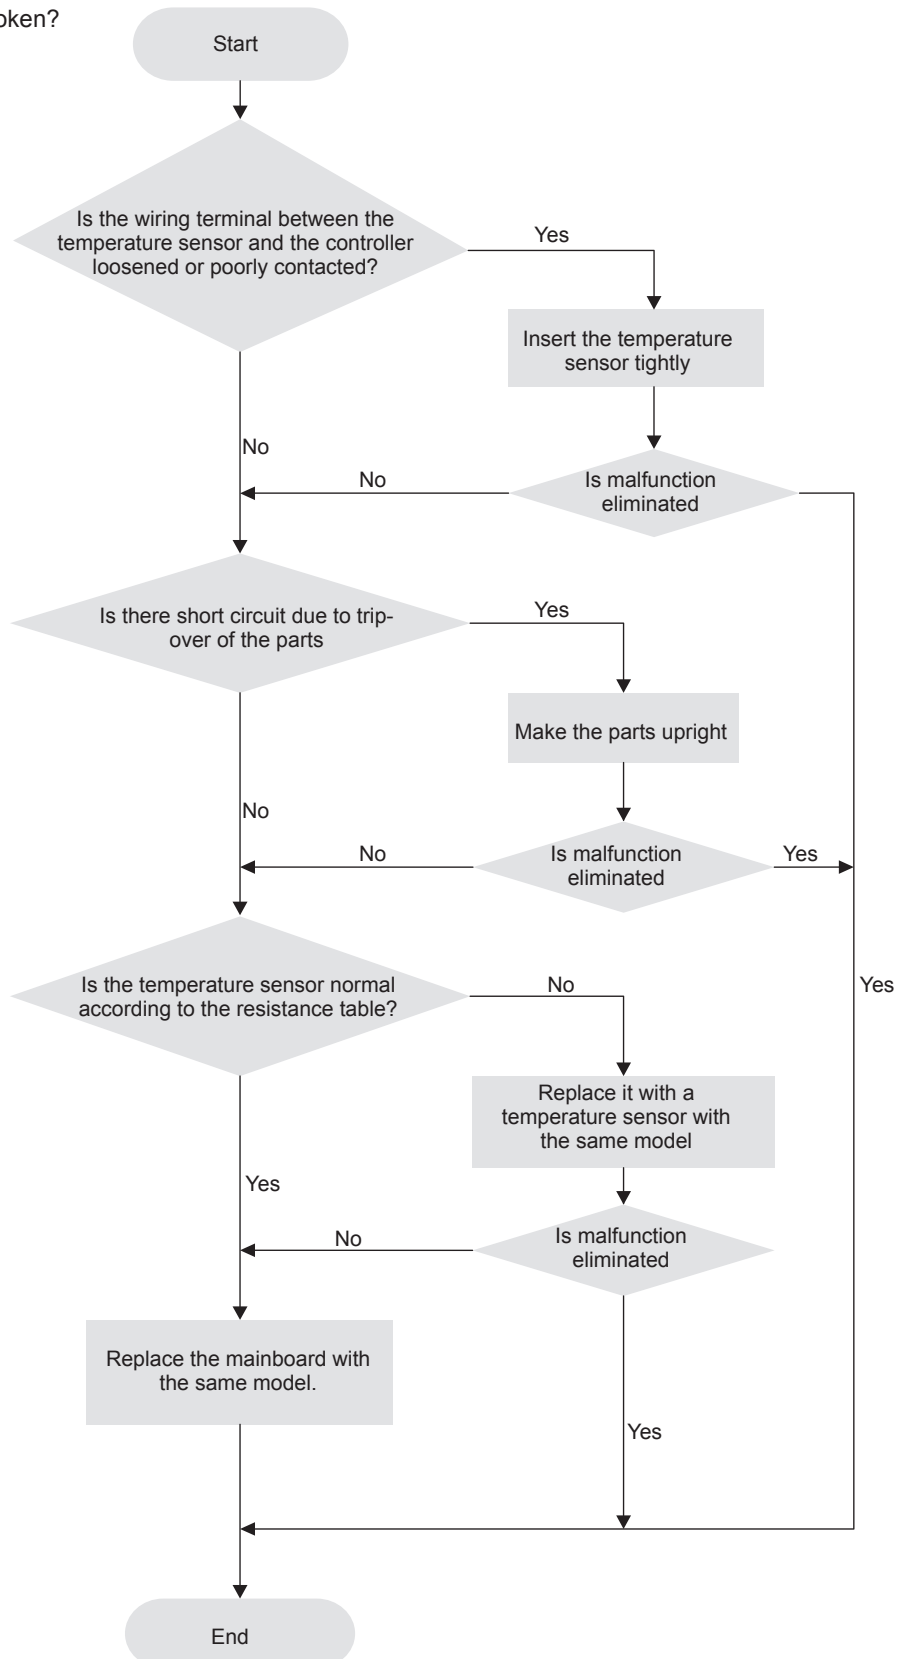 oken?
Start
Is the wiring terminal between the
temperature sensor and the controller
loosened or poorly contacted?
Yes
Insert the temperature
sensor tightly
No
No
Is malfunction
eliminated
Is there short circuit due to trip-
over of the parts
Yes
Make the parts upright
No
No
Is malfunction
eliminated
Yes
Is the temperature sensor normal
according to the resistance table?
No
Yes
Replace it with a
temperature sensor with
the same model
Yes
No
Is malfunction
eliminated
Replace the mainboard with
the same model.
Yes
End